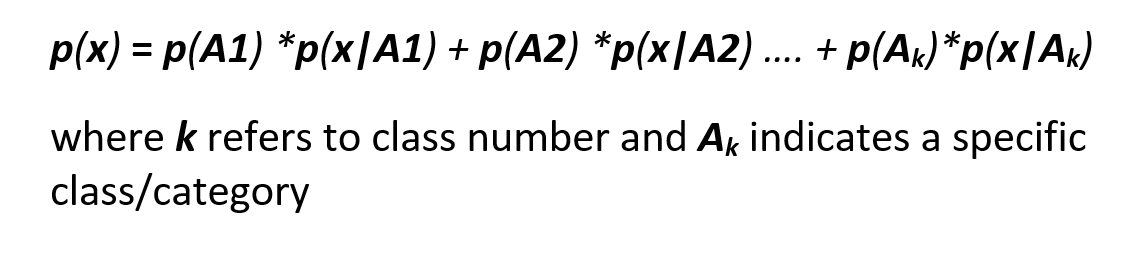 p(x) = p(A1) *p(x|A1) + p(A2) *p(x|A2) .... + p(Aₖ)*p(x|Aₖ)
where k refers to class number and Aₖ indicates a specific
class/category